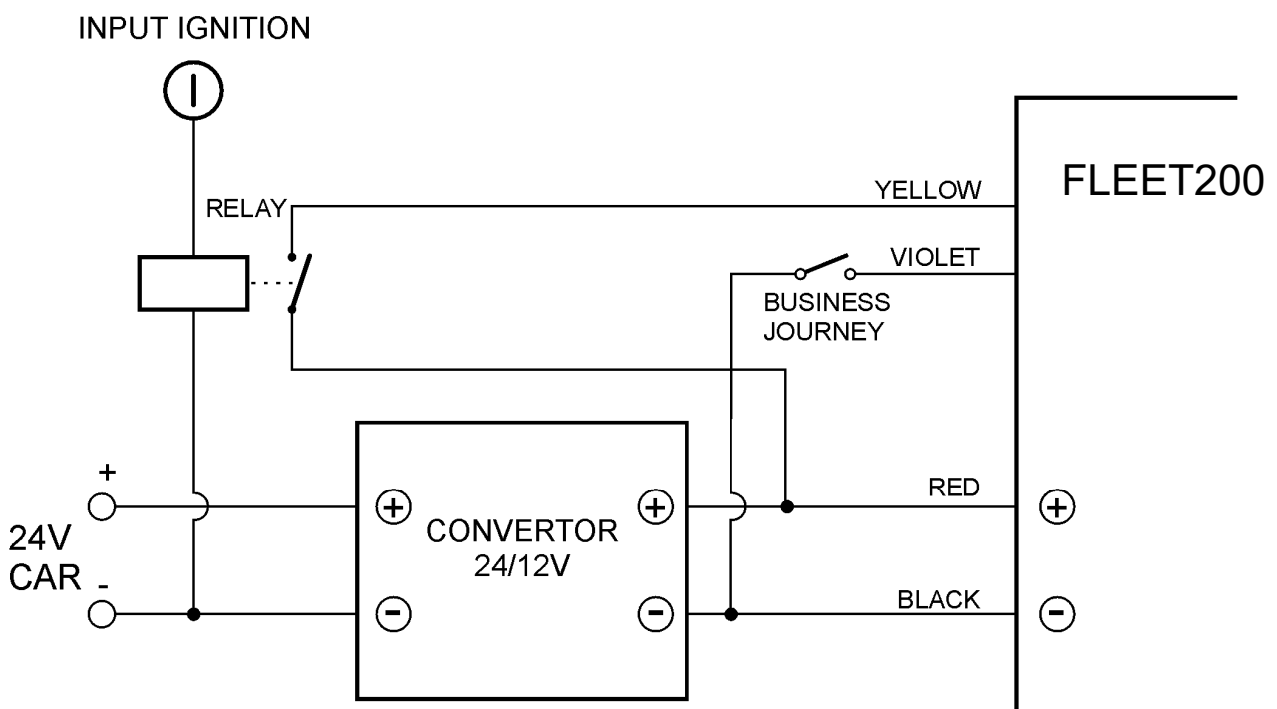 INPUT IGNITION
FLEET200
YELLOW
RELAY
VIOLET
BUSINESS
JOURNEY
+
RED
24V
CAR
-
+
+
CONVERTOR
24/12V
+
BLACK
-
-
-